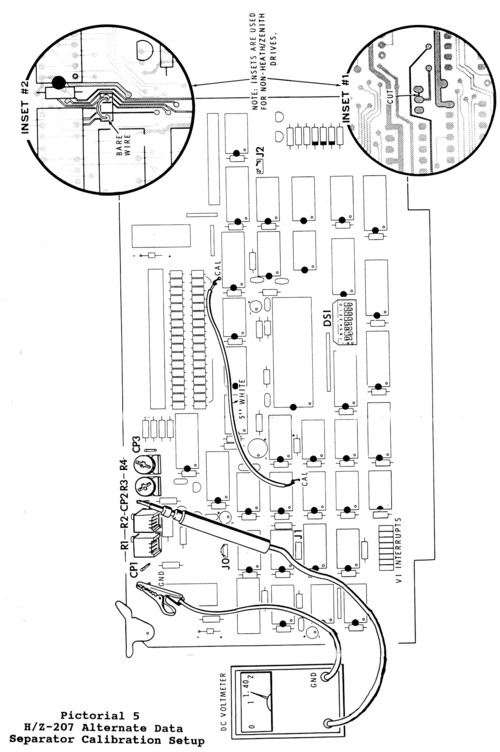 INSET #2
BARE
WIRE
NOTE: INSETS ARE USED
FOR NON-HEATH/ZENITH
DRIVES.
INSET #1
CUT
J2
CAL
DS1
5" WHITE
CP3
R1-R2-CP2 R3-R4
CAL
CP1
GND
J0
J1
VI INTERRUPTS
DC VOLTMETER
0 1 1.40 2
GND
Pictorial 5
H/Z-207 Alternate Data
Separator Calibration Setup